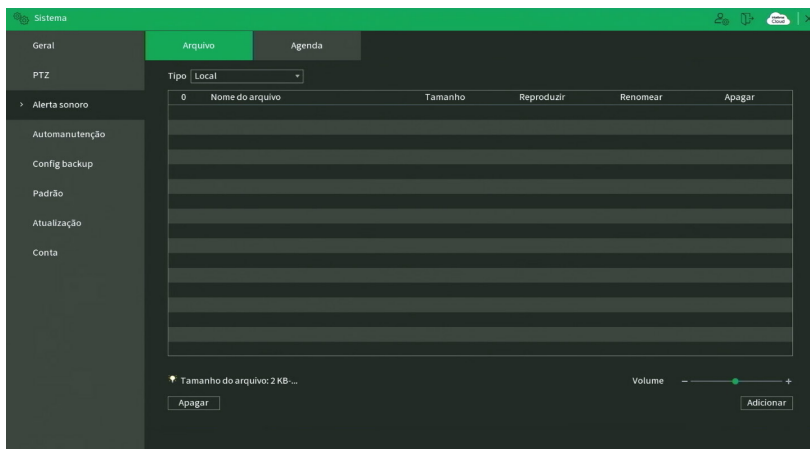 Sistema
Geral
PTZ
Alerta sonoro
Automanutenção
Config backup
Padrão
Atualização
Conta
Arquivo Agenda
Tipo Local
0 Nome do arquivo Tamanho Reproduzir Renomear Apagar
Tamanho do arquivo: 2 KB-...
Volume
Apagar
Adicionar